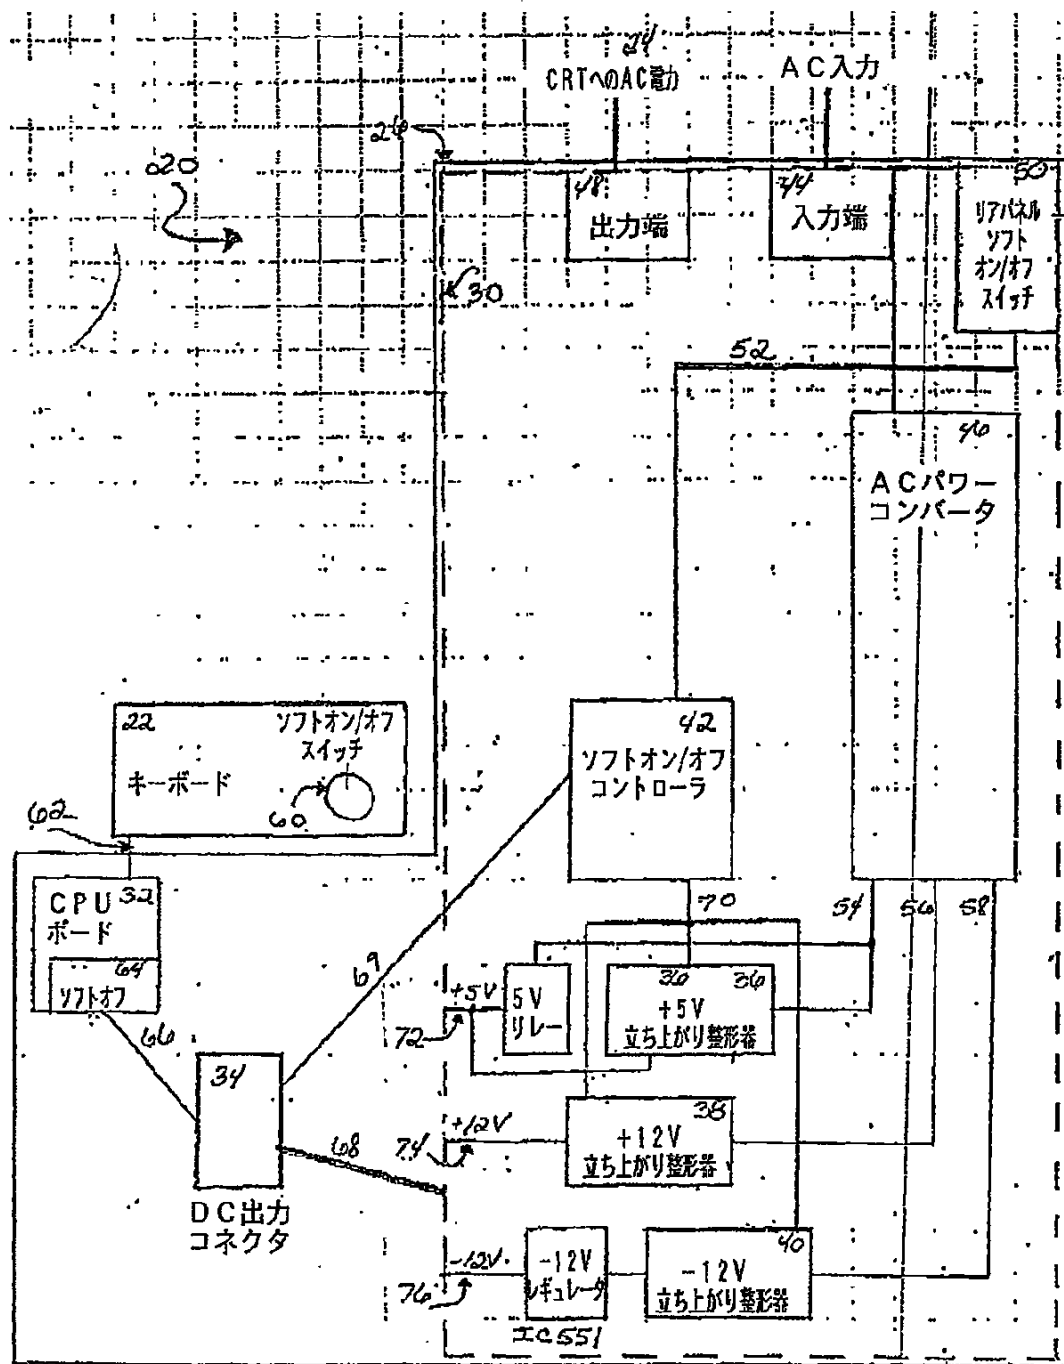 24
CRTへのAC電力
AC入力
26
20
48
出力端
44
入力端
50
リアパネル
ソフト
オン/オフ
スイッチ
30
52
46
ACパワー
コンバータ
22
ソフトオン/オフ
スイッチ
キーボード
60
42
ソフトオン/オフ
コントローラ
62
CPU
32
ボード
64
ソフトオフ
66
69
70
54
56
58
+5V
72
5V
リレー
36
36
+5V
立ち上がり整形器
34
68
DC出力
コネクタ
+12V
74
38
+12V
立ち上がり整形器
-12V.
76
-12V
レギュレータ
IC551
40
-12V
立ち上がり整形器